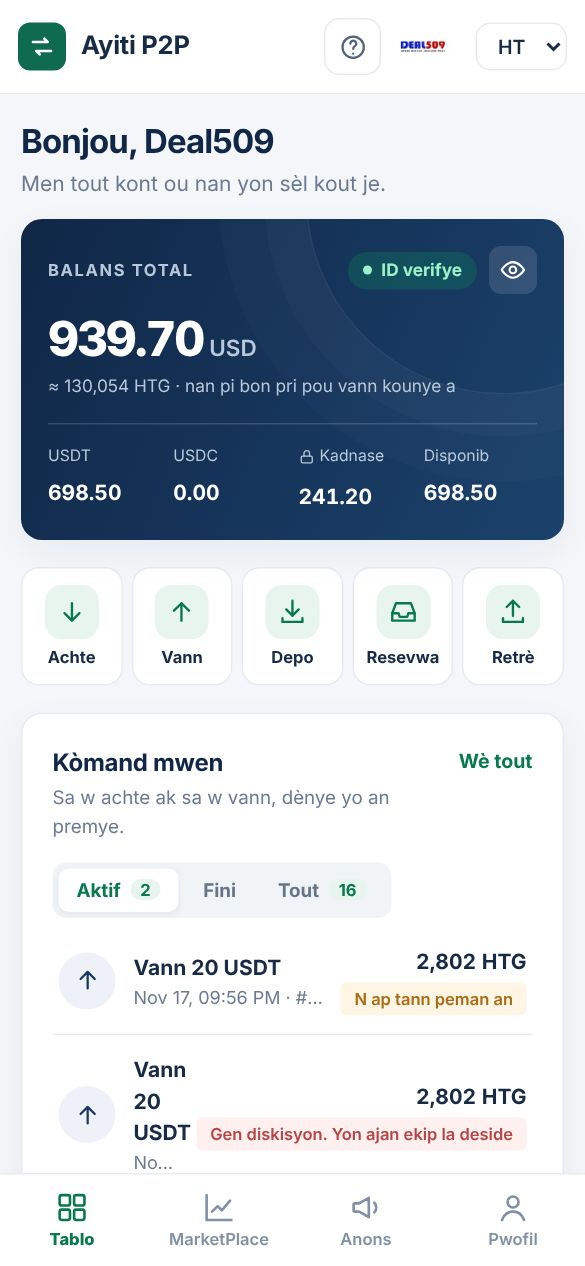 Ayiti P2P
DEAL509
HT
Bonjou, Deal509
Men tout kont ou nan yon sèl kout je.
BALANS TOTAL
ID verifye
939.70 USD
≈ 130,054 HTG · nan pi bon pri pou vann kounye a
USDT
USDC
Kadnase
Disponib
698.50
0.00
241.20
698.50
Achte
Vann
Depo
Resevwa
Retrè
Kòmand mwen
Wè tout
Sa w achte ak sa w vann, dènye yo an
premye.
Aktif 2
Fini
Tout 16
Vann 20 USDT
2,802 HTG
Nov 17, 09:56 PM · #...
N ap tann peman an
Vann
20
USDT
No...
2,802 HTG
Gen diskisyon. Yon ajan ekip la deside
Tablo
MarketPlace
Anons
Pwofil